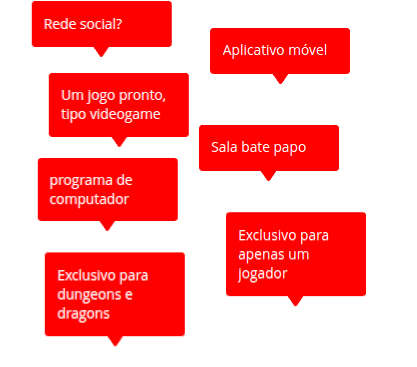 Rede social?
Aplicativo móvel
Um jogo pronto,
tipo videogame
Sala bate papo
programa de
computador
Exclusivo para
apenas um
jogador
Exclusivo para
dungeons e
dragons